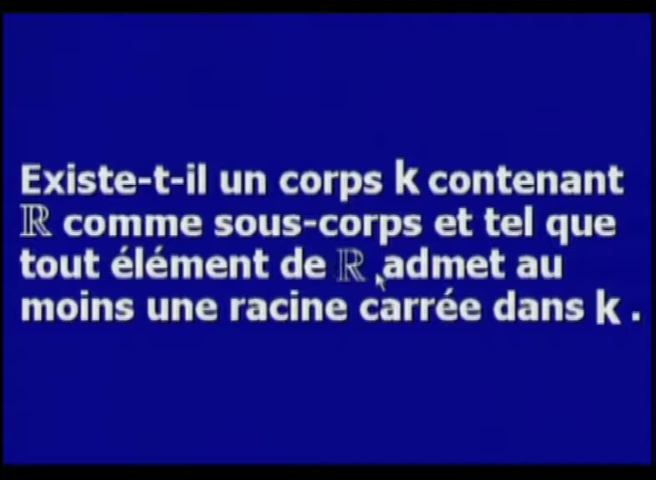 Existe-t-il un corps k contenant
ℝ comme sous-corps et tel que
tout élément de ℝ admet au
moins une racine carrée dans k .